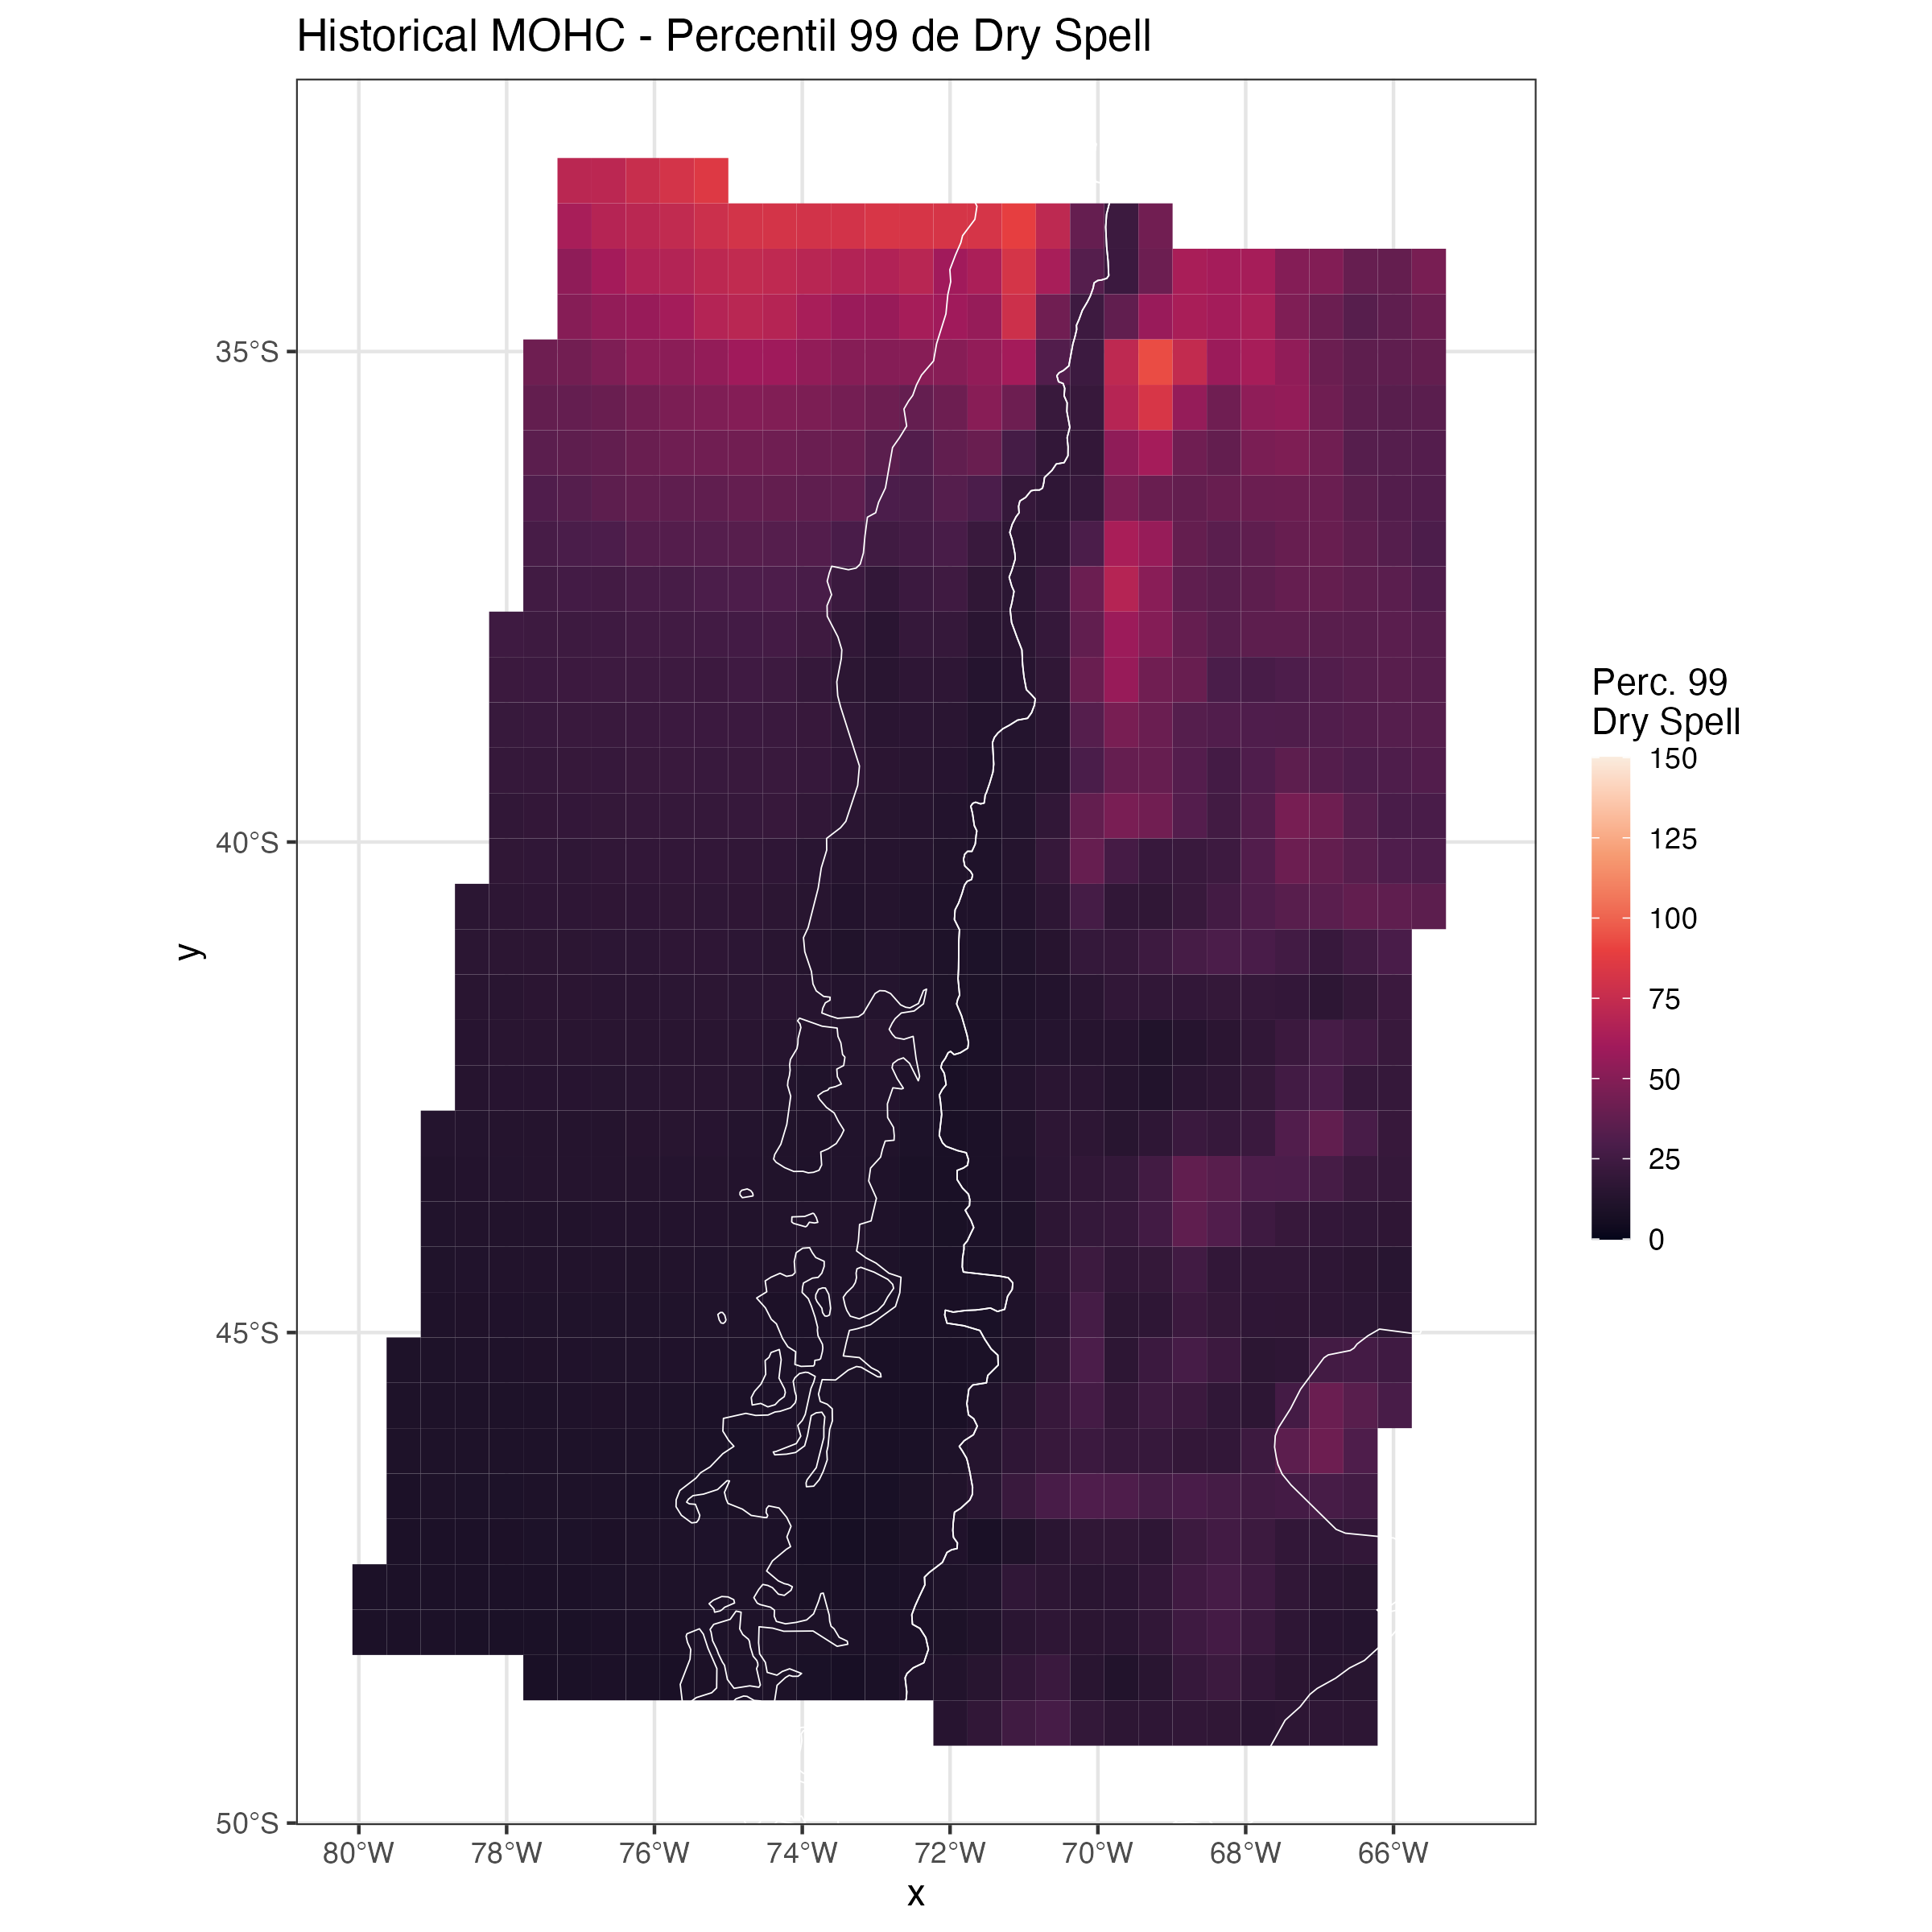 Historical MOHC - Percentil 99 de Dry Spell
35°S
40°S
45°S
50°S
y
80°W
78°W
76°W
74°W
72°W
70°W
68°W
66°W
x
Perc. 99
Dry Spell
150
125
100
75
50
25
0